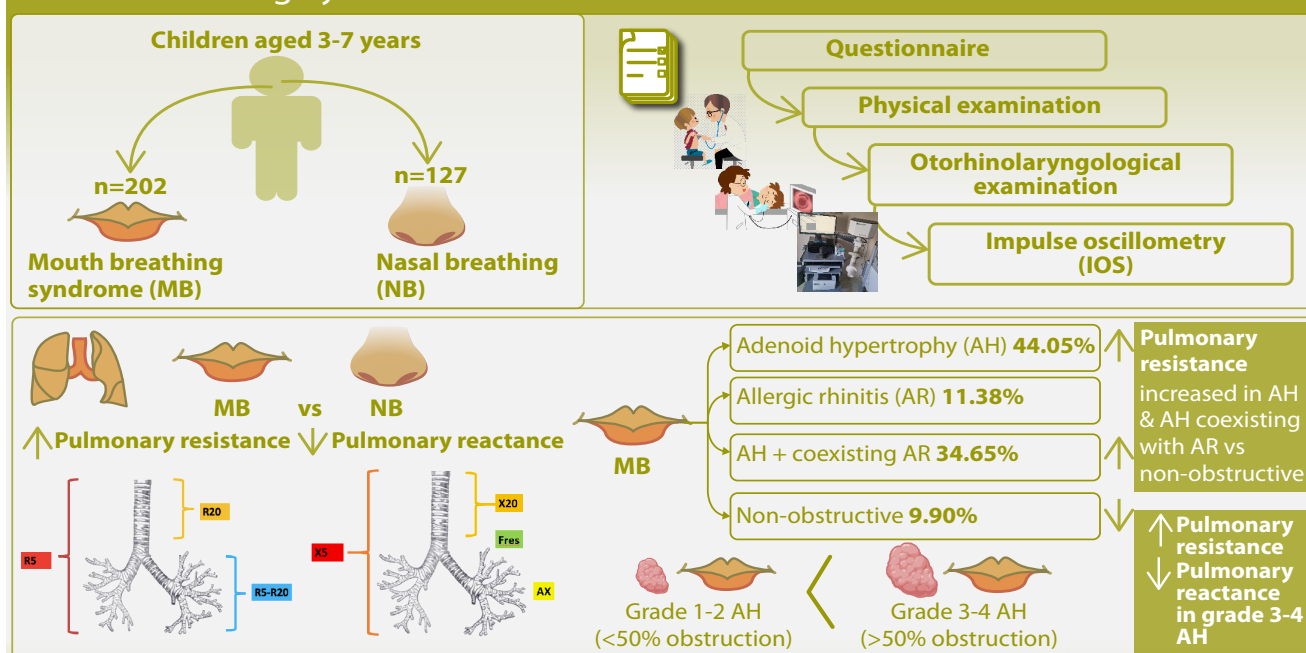 Children aged 3-7 years
n=202
n=127
Mouth breathing
syndrome (MB)
Nasal breathing
(NB)
Questionnaire
Physical examination
Otorhinolaryngological
examination
Impulse oscillometry
(IOS)
MB vs NB
Pulmonary resistance
Pulmonary reactance
R5
R20
R5-R20
X5
X20
Fres
AX
MB
Adenoid hypertrophy (AH) 44.05%
Allergic rhinitis (AR) 11.38%
AH + coexisting AR 34.65%
Non-obstructive 9.90%
Pulmonary
resistance
increased in AH
& AH coexisting
with AR vs
non-obstructive
Grade 1-2 AH
(<50% obstruction)
<
Grade 3-4 AH
(>50% obstruction)
Pulmonary
resistance
Pulmonary
reactance
in grade 3-4
AH